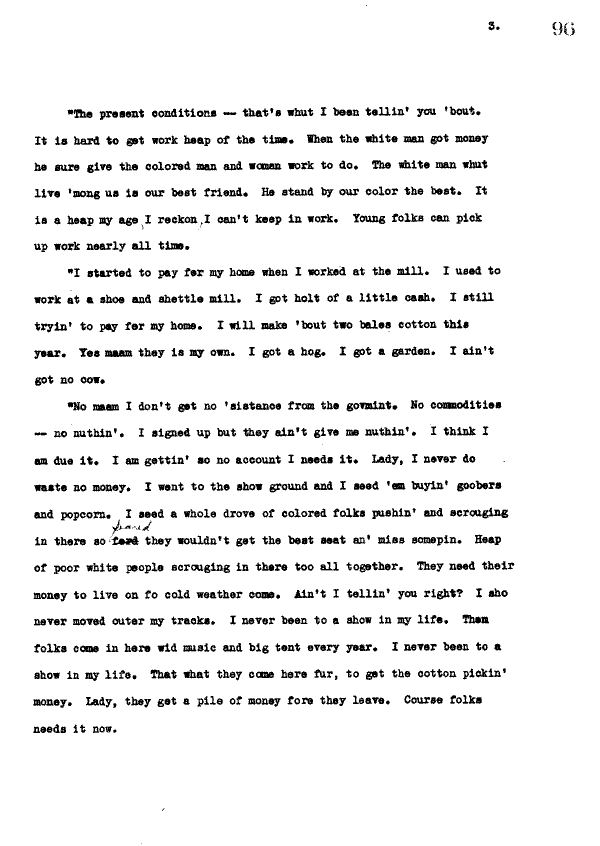 3. 96
"The present conditions — that's whut I been tellin' you 'bout.
It is hard to get work heap of the time. When the white man got money
he sure give the colored man and woman work to do. The white man whut
live 'mong us is our best friend. He stand by our color the best. It
is a heap my age, I reckon, I can't keep in work. Young folks can pick
up work nearly all time.
"I started to pay fer my home when I worked at the mill. I used to
work at a shoe and shettle mill. I got holt of a little cash. I still
tryin' to pay fer my home. I will make 'bout two bales cotton this
year. Yes maam they is my own. I got a hog. I got a garden. I ain't
got no cow.
"No maam I don't get no 'sistance from the govmint. No commodities
— no nuthin'. I signed up but they ain't give me nuthin'. I think I
am due it. I am gettin' so no account I needs it. Lady, I never do
waste no money. I went to the show ground and I seed 'em buyin' goobers
and popcorn. I seed a whole drove of colored folks pushin' and scrouging
feared
in there so ferd they wouldn't get the best seat an' miss somepin. Heap
of poor white people scrouging in there too all together. They need their
money to live on fo cold weather come. Ain't I tellin' you right? I sho
never moved outer my tracks. I never been to a show in my life. Them
folks come in here wid music and big tent every year. I never been to a
show in my life. That what they come here fur, to get the cotton pickin'
money. Lady, they get a pile of money fore they leave. Course folks
needs it now.